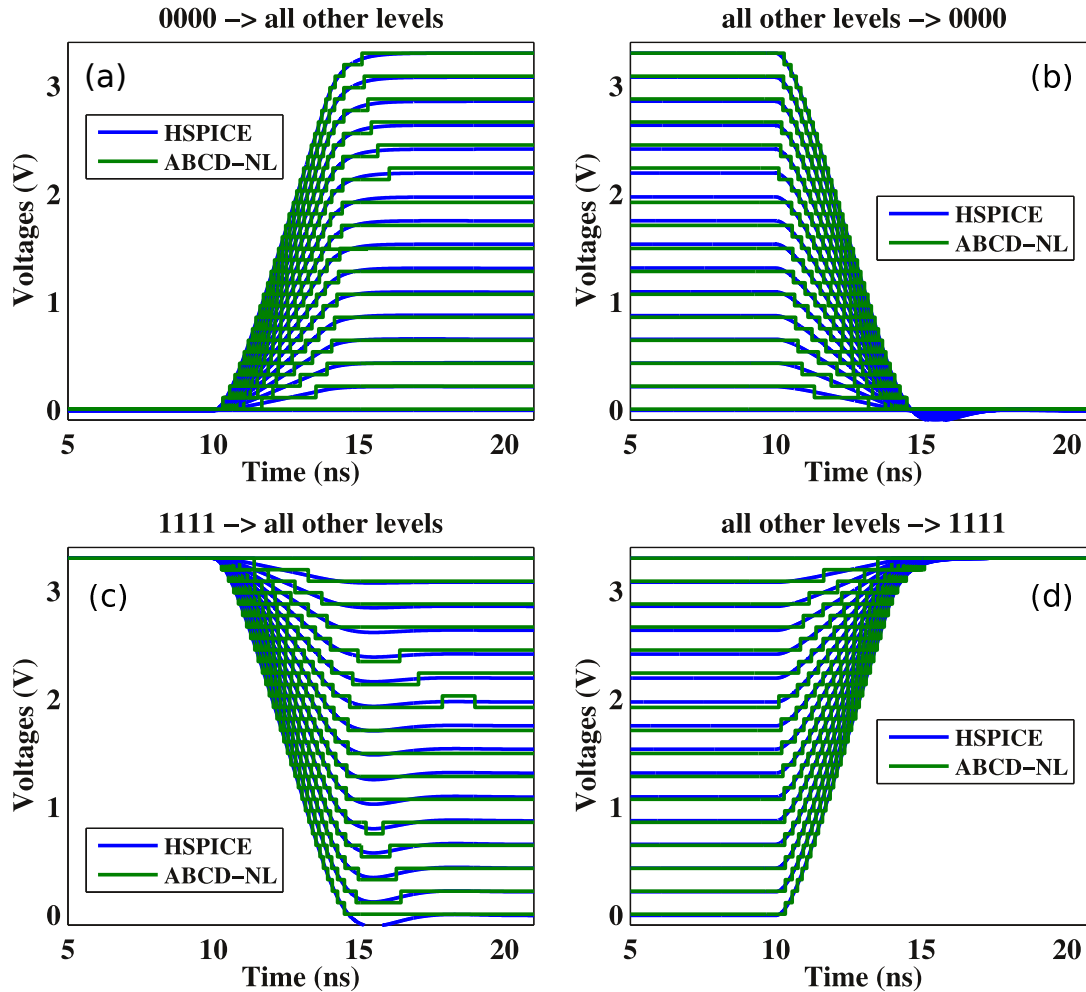 0000 −> all other levels
all other levels −> 0000
(a)
(b)
Voltages (V)
Voltages (V)
3
2
1
0
3
2
1
0
HSPICE
ABCD−NL
HSPICE
ABCD−NL
5
10
15
20
5
10
15
20
Time (ns)
Time (ns)
1111 −> all other levels
all other levels −> 1111
(c)
(d)
Voltages (V)
Voltages (V)
3
2
1
0
3
2
1
0
HSPICE
ABCD−NL
HSPICE
ABCD−NL
5
10
15
20
5
10
15
20
Time (ns)
Time (ns)